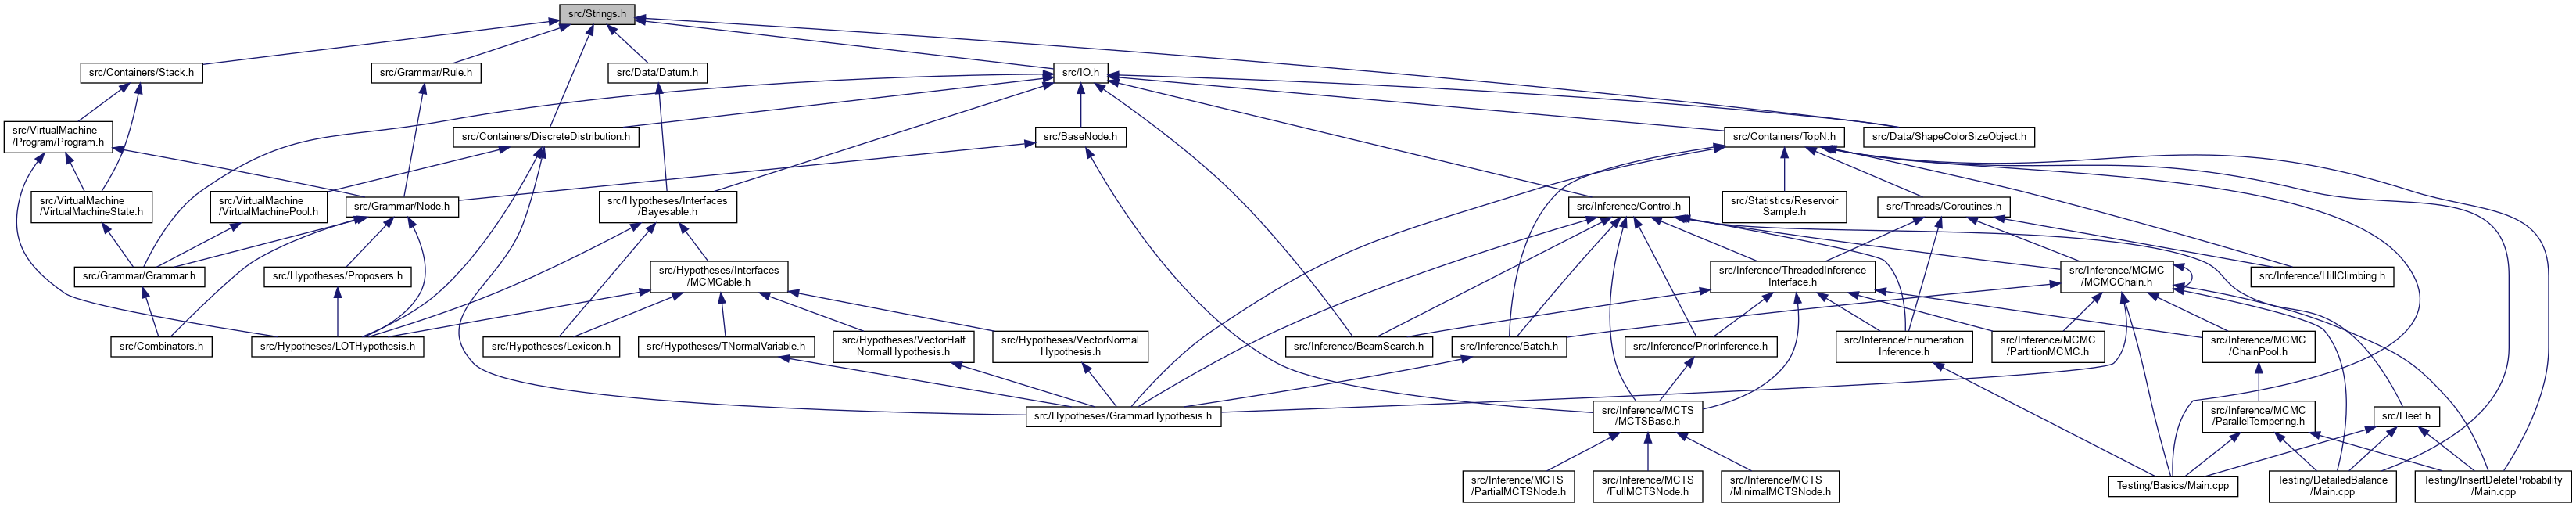 src/Strings.h
src/Containers/Stack.h
src/Grammar/Rule.h
src/Data/Datum.h
src/IO.h
src/VirtualMachine
/Program/Program.h
src/Containers/DiscreteDistribution.h
src/BaseNode.h
src/Containers/TopN.h
src/Data/ShapeColorSizeObject.h
src/VirtualMachine
/VirtualMachineState.h
src/VirtualMachine
/VirtualMachinePool.h
src/Grammar/Node.h
src/Hypotheses/Interfaces
/Bayesable.h
src/Inference/Control.h
src/Statistics/Reservoir
Sample.h
src/Threads/Coroutines.h
src/Grammar/Grammar.h
src/Hypotheses/Proposers.h
src/Hypotheses/Interfaces
/MCMCable.h
src/Inference/ThreadedInference
Interface.h
src/Inference/MCMC
/MCMCChain.h
src/Inference/HillClimbing.h
src/Combinators.h
src/Hypotheses/LOTHypothesis.h
src/Hypotheses/Lexicon.h
src/Hypotheses/TNormalVariable.h
src/Hypotheses/VectorHalf
NormalHypothesis.h
src/Hypotheses/VectorNormal
Hypothesis.h
src/Inference/BeamSearch.h
src/Inference/Batch.h
src/Inference/PriorInference.h
src/Inference/Enumeration
Inference.h
src/Inference/MCMC
/PartitionMCMC.h
src/Inference/MCMC
/ChainPool.h
src/Hypotheses/GrammarHypothesis.h
src/Inference/MCTS
/MCTSBase.h
src/Inference/MCMC
/ParallelTempering.h
src/Fleet.h
src/Inference/MCTS
/PartialMCTSNode.h
src/Inference/MCTS
/FullMCTSNode.h
src/Inference/MCTS
/MinimalMCTSNode.h
Testing/Basics/Main.cpp
Testing/DetailedBalance
/Main.cpp
Testing/InsertDeleteProbability
/Main.cpp